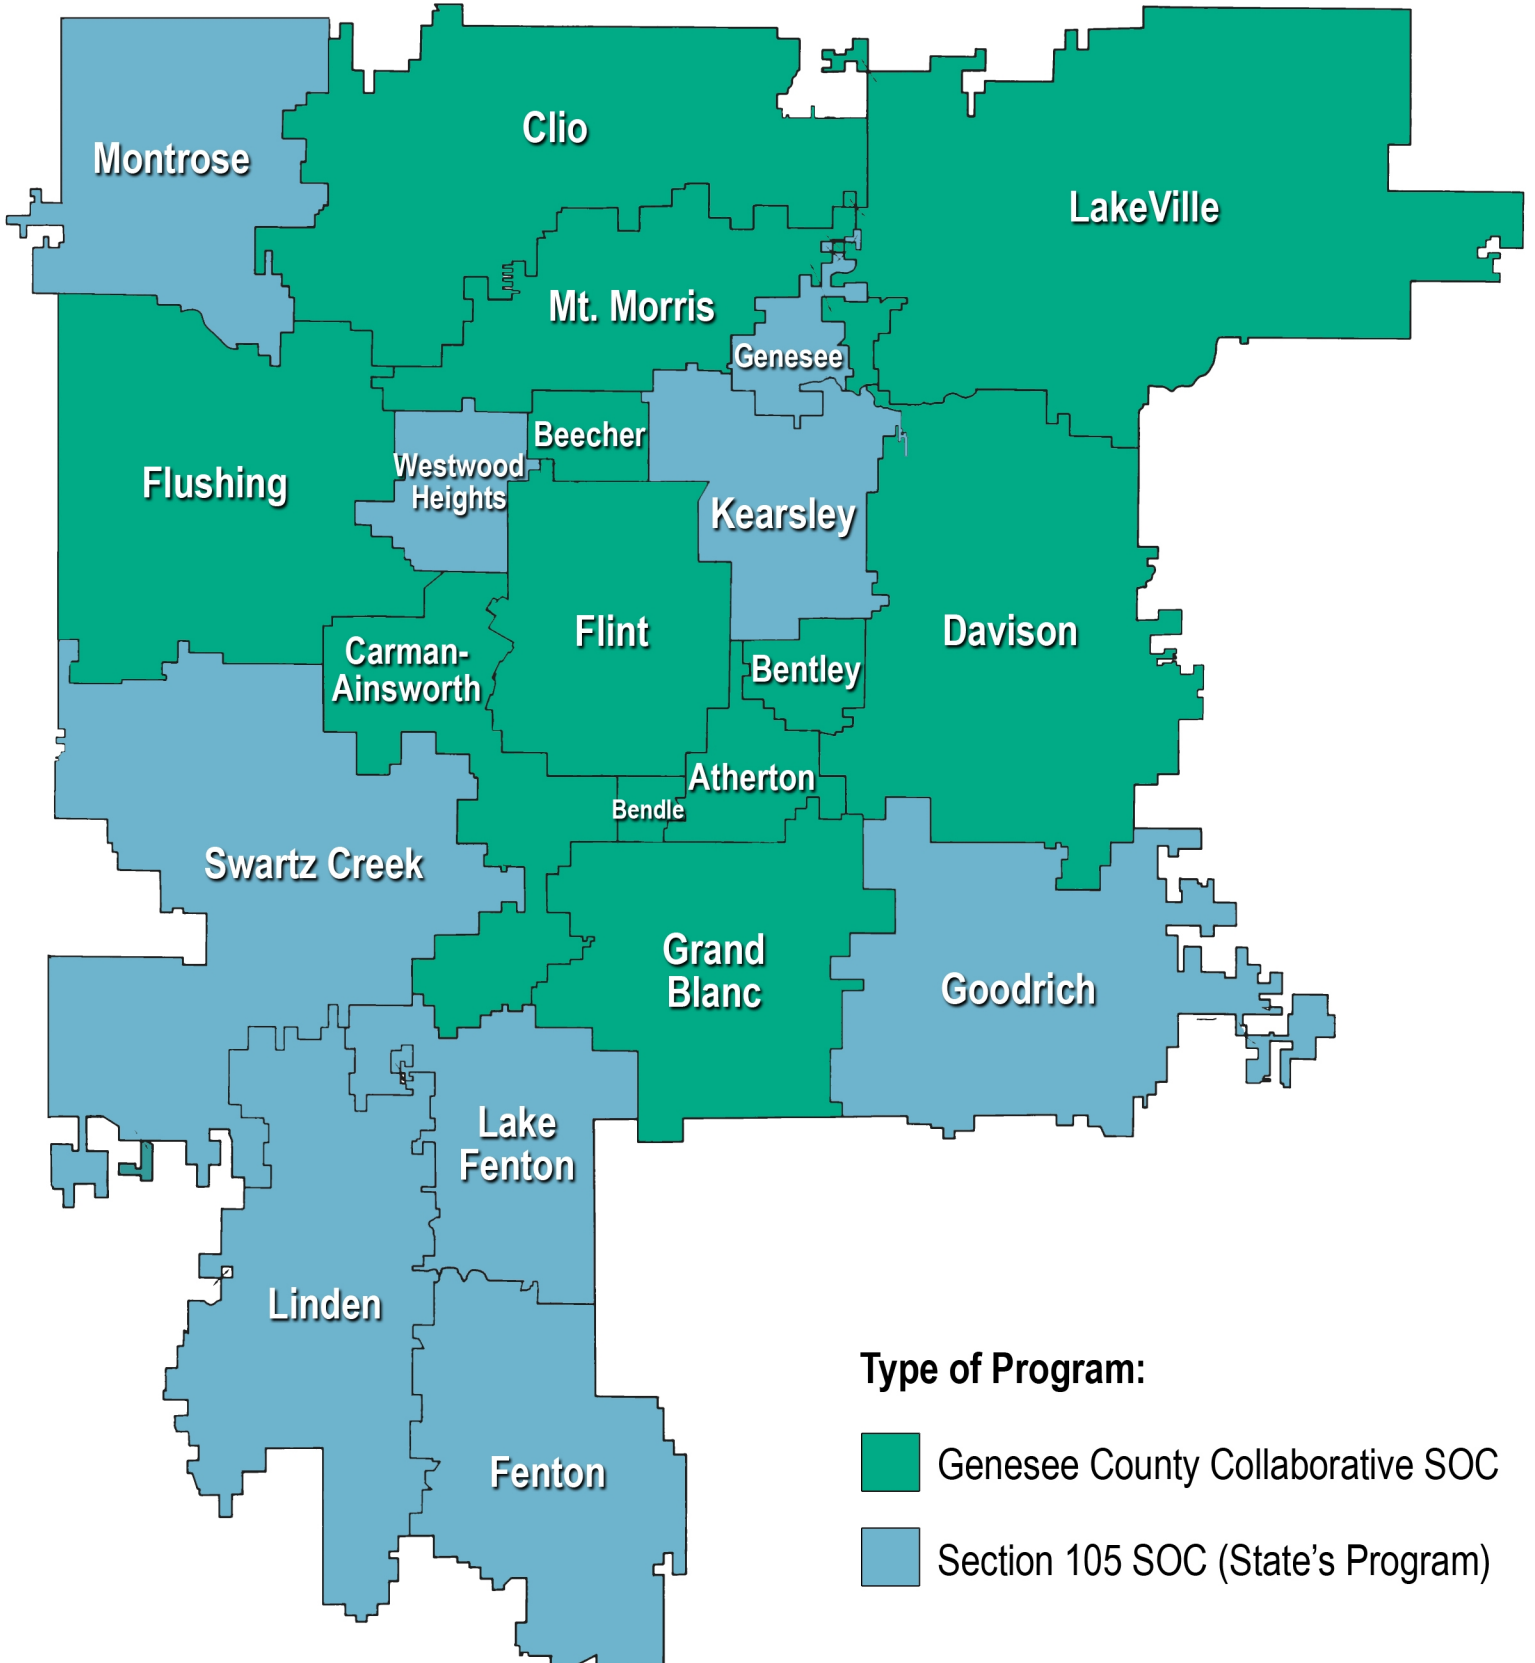 Clio
Montrose
LakeVille
Mt. Morris
Genesee
Beecher
Westwood
Heights
Flushing
Kearsley
Flint
Davison
Carman-
Ainsworth
Bentley
Atherton
Bendle
Swartz Creek
Grand
Blanc
Goodrich
Lake
Fenton
Linden
Fenton
Type of Program:
Genesee County Collaborative SOC
Section 105 SOC (State's Program)